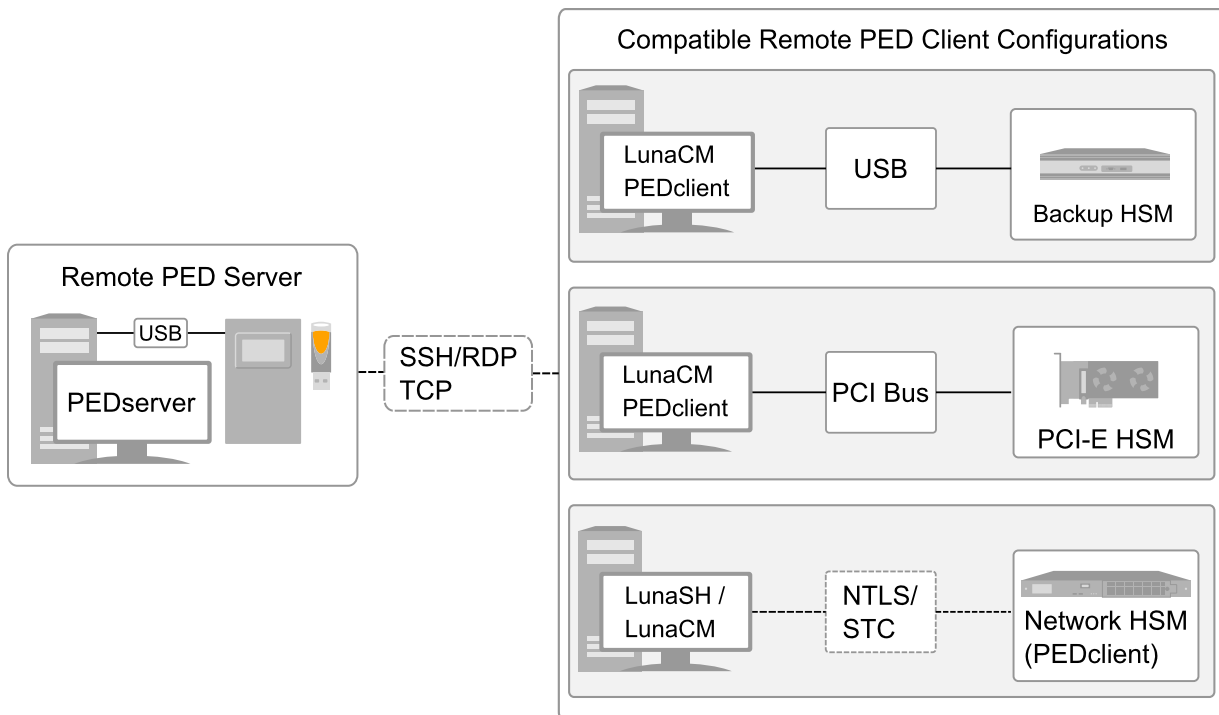 Compatible Remote PED Client Configurations
LunaCM
PEDclient
USB
Backup HSM
Remote PED Server
USB
PEDserver
SSH/RDP
TCP
LunaCM
PEDclient
PCI Bus
PCI-E HSM
LunaSH /
LunaCM
NTLS/
STC
Network HSM
(PEDclient)